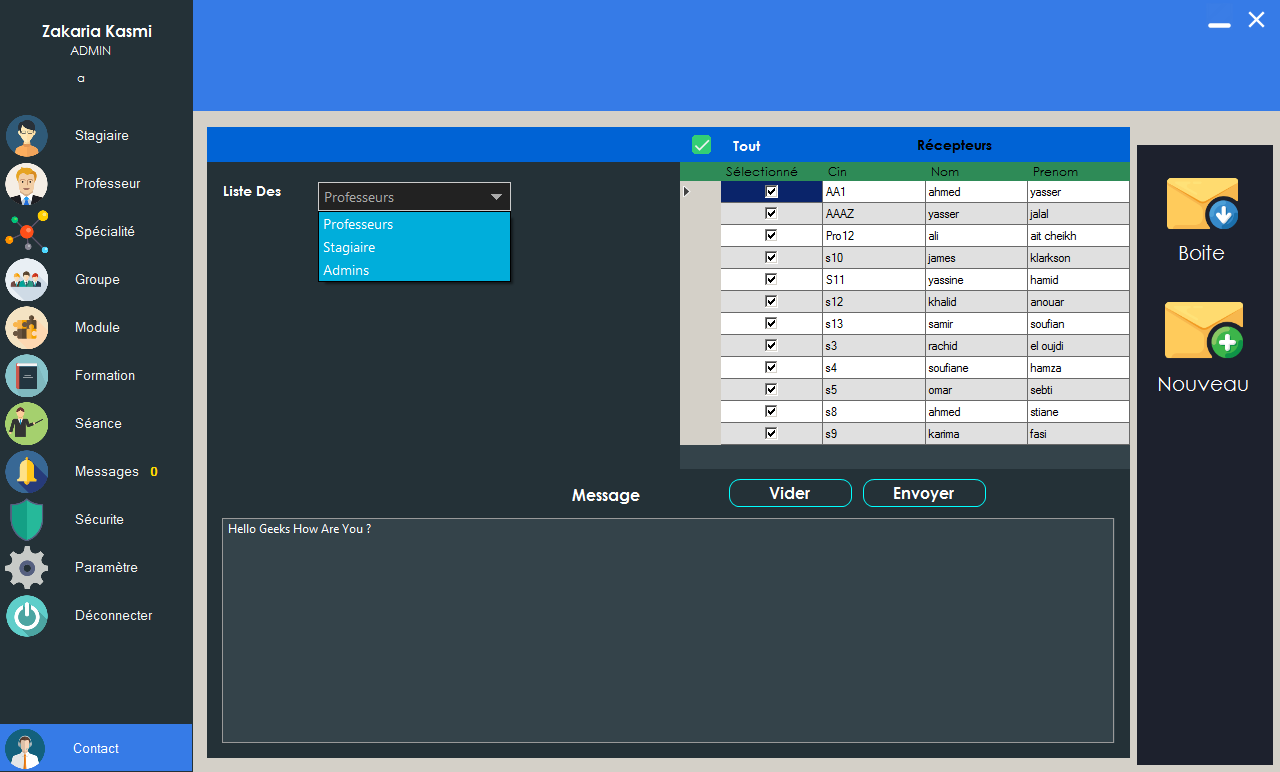 Zakaria Kasmi
ADMIN
a
Stagiaire
Professeur
Spécialité
Groupe
Module
Formation
Séance
Messages 0
Sécurite
Paramètre
Déconnecter
Contact
Tout Récepteurs
Liste Des Professeurs
Professeurs
Stagiaire
Admins
Sélectionné Cin Nom Prenom
AA1 ahmed yasser
AAAZ yasser jalal
Pro12 ali ait cheikh
s10 james klarkson
S11 yassine hamid
s12 khalid anouar
s13 samir soufian
s3 rachid el oujdi
s4 soufiane hamza
s5 omar sebti
s8 ahmed stiane
s9 karima fasi
Message Vider Envoyer
Hello Geeks How Are You ?
Boite
Nouveau